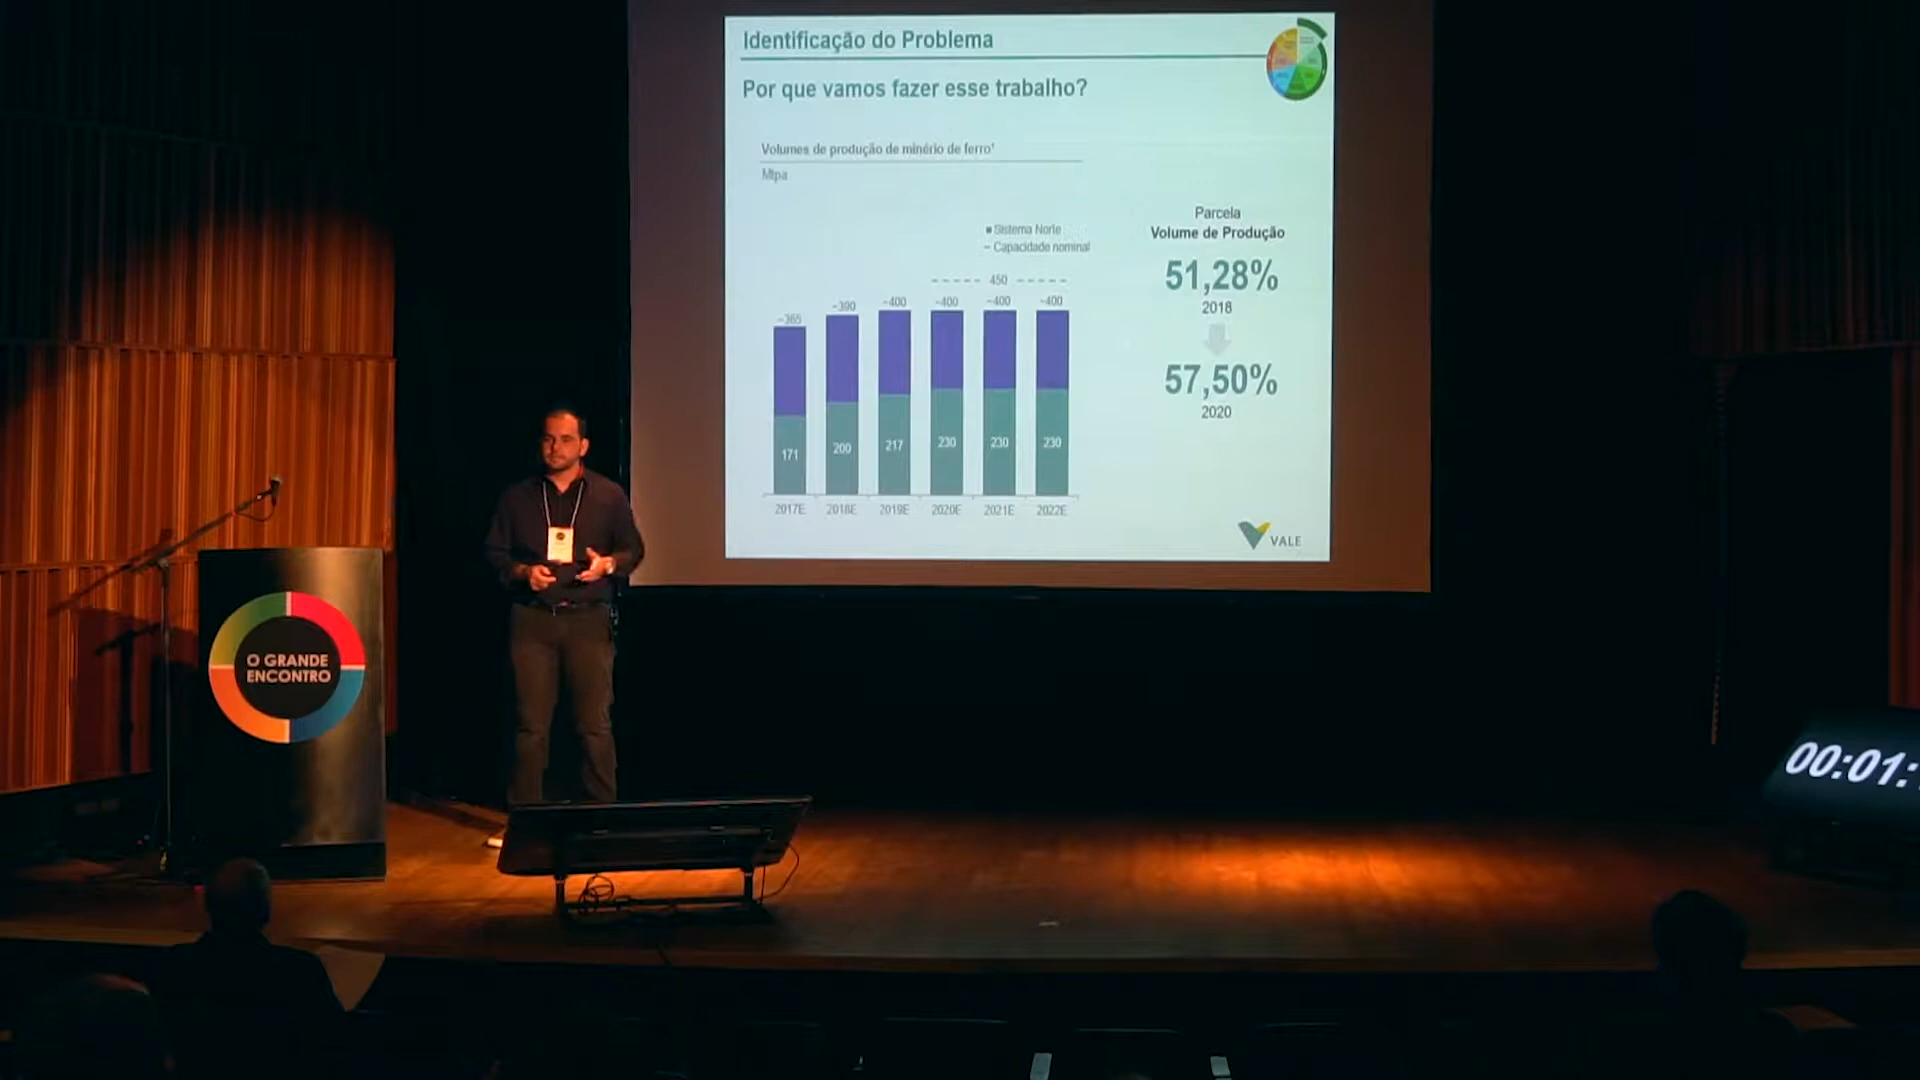 Identificação do Problema
Por que vamos fazer esse trabalho?
Volumes de produção de minério de ferro¹
Mtpa
Sistema Norte
Capacidade nominal
450
~365
~390
~400
~400
~400
~400
171
200
217
230
230
230
2017E
2018E
2019E
2020E
2021E
2022E
Parcela
Volume de Produção
51,28%
2018
57,50%
2020
VALE
O GRANDE
ENCONTRO
00:01: